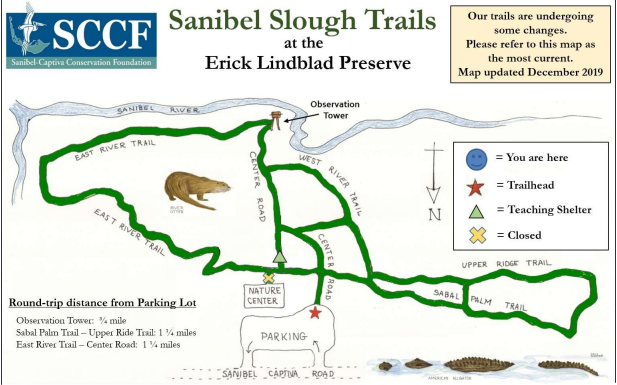 SCCF
Sanibel-Captiva Conservation Foundation
Sanibel Slough Trails
at the
Erick Lindblad Preserve
Our trails are undergoing
some changes.
Please refer to this map as
the most current.
Map updated December 2019
SANIBEL RIVER
Observation
Tower
EAST RIVER TRAIL
CENTER ROAD
WEST RIVER TRAIL
RIVER
OTTER
EAST RIVER TRAIL
CENTER ROAD
N
= You are here
= Trailhead
= Teaching Shelter
= Closed
UPPER RIDGE TRAIL
SABAL PALM TRAIL
NATURE
CENTER
PARKING
SANIBEL CAPTIVA ROAD
AMERICAN ALLIGATOR
Round-trip distance from Parking Lot
Observation Tower: ¾ mile
Sabal Palm Trail – Upper Ride Trail: 1 ¼ miles
East River Trail – Center Road: 1 ¼ miles